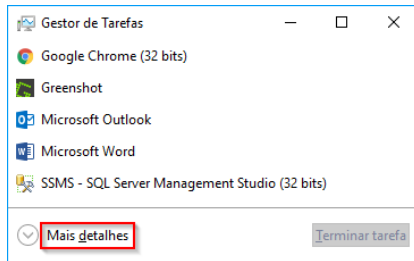 Gestor de Tarefas
Google Chrome (32 bits)
Greenshot
Microsoft Outlook
Microsoft Word
SSMS - SQL Server Management Studio (32 bits)
Mais detalhes
Terminar tarefa